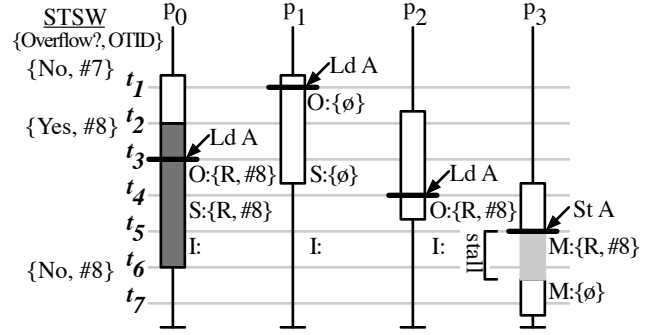 STSW p0 p1 p2 p3
{Overflow?, OTID}
{No, #7} t1 Ld A
O:{ø}
{Yes, #8} t2
t3 Ld A Ld A
O:{R, #8} S:{ø}
t4 S:{R, #8} O:{R, #8} St A
t5 I: I: I: stall M:{R, #8}
{No, #8} t6
t7 M:{ø}